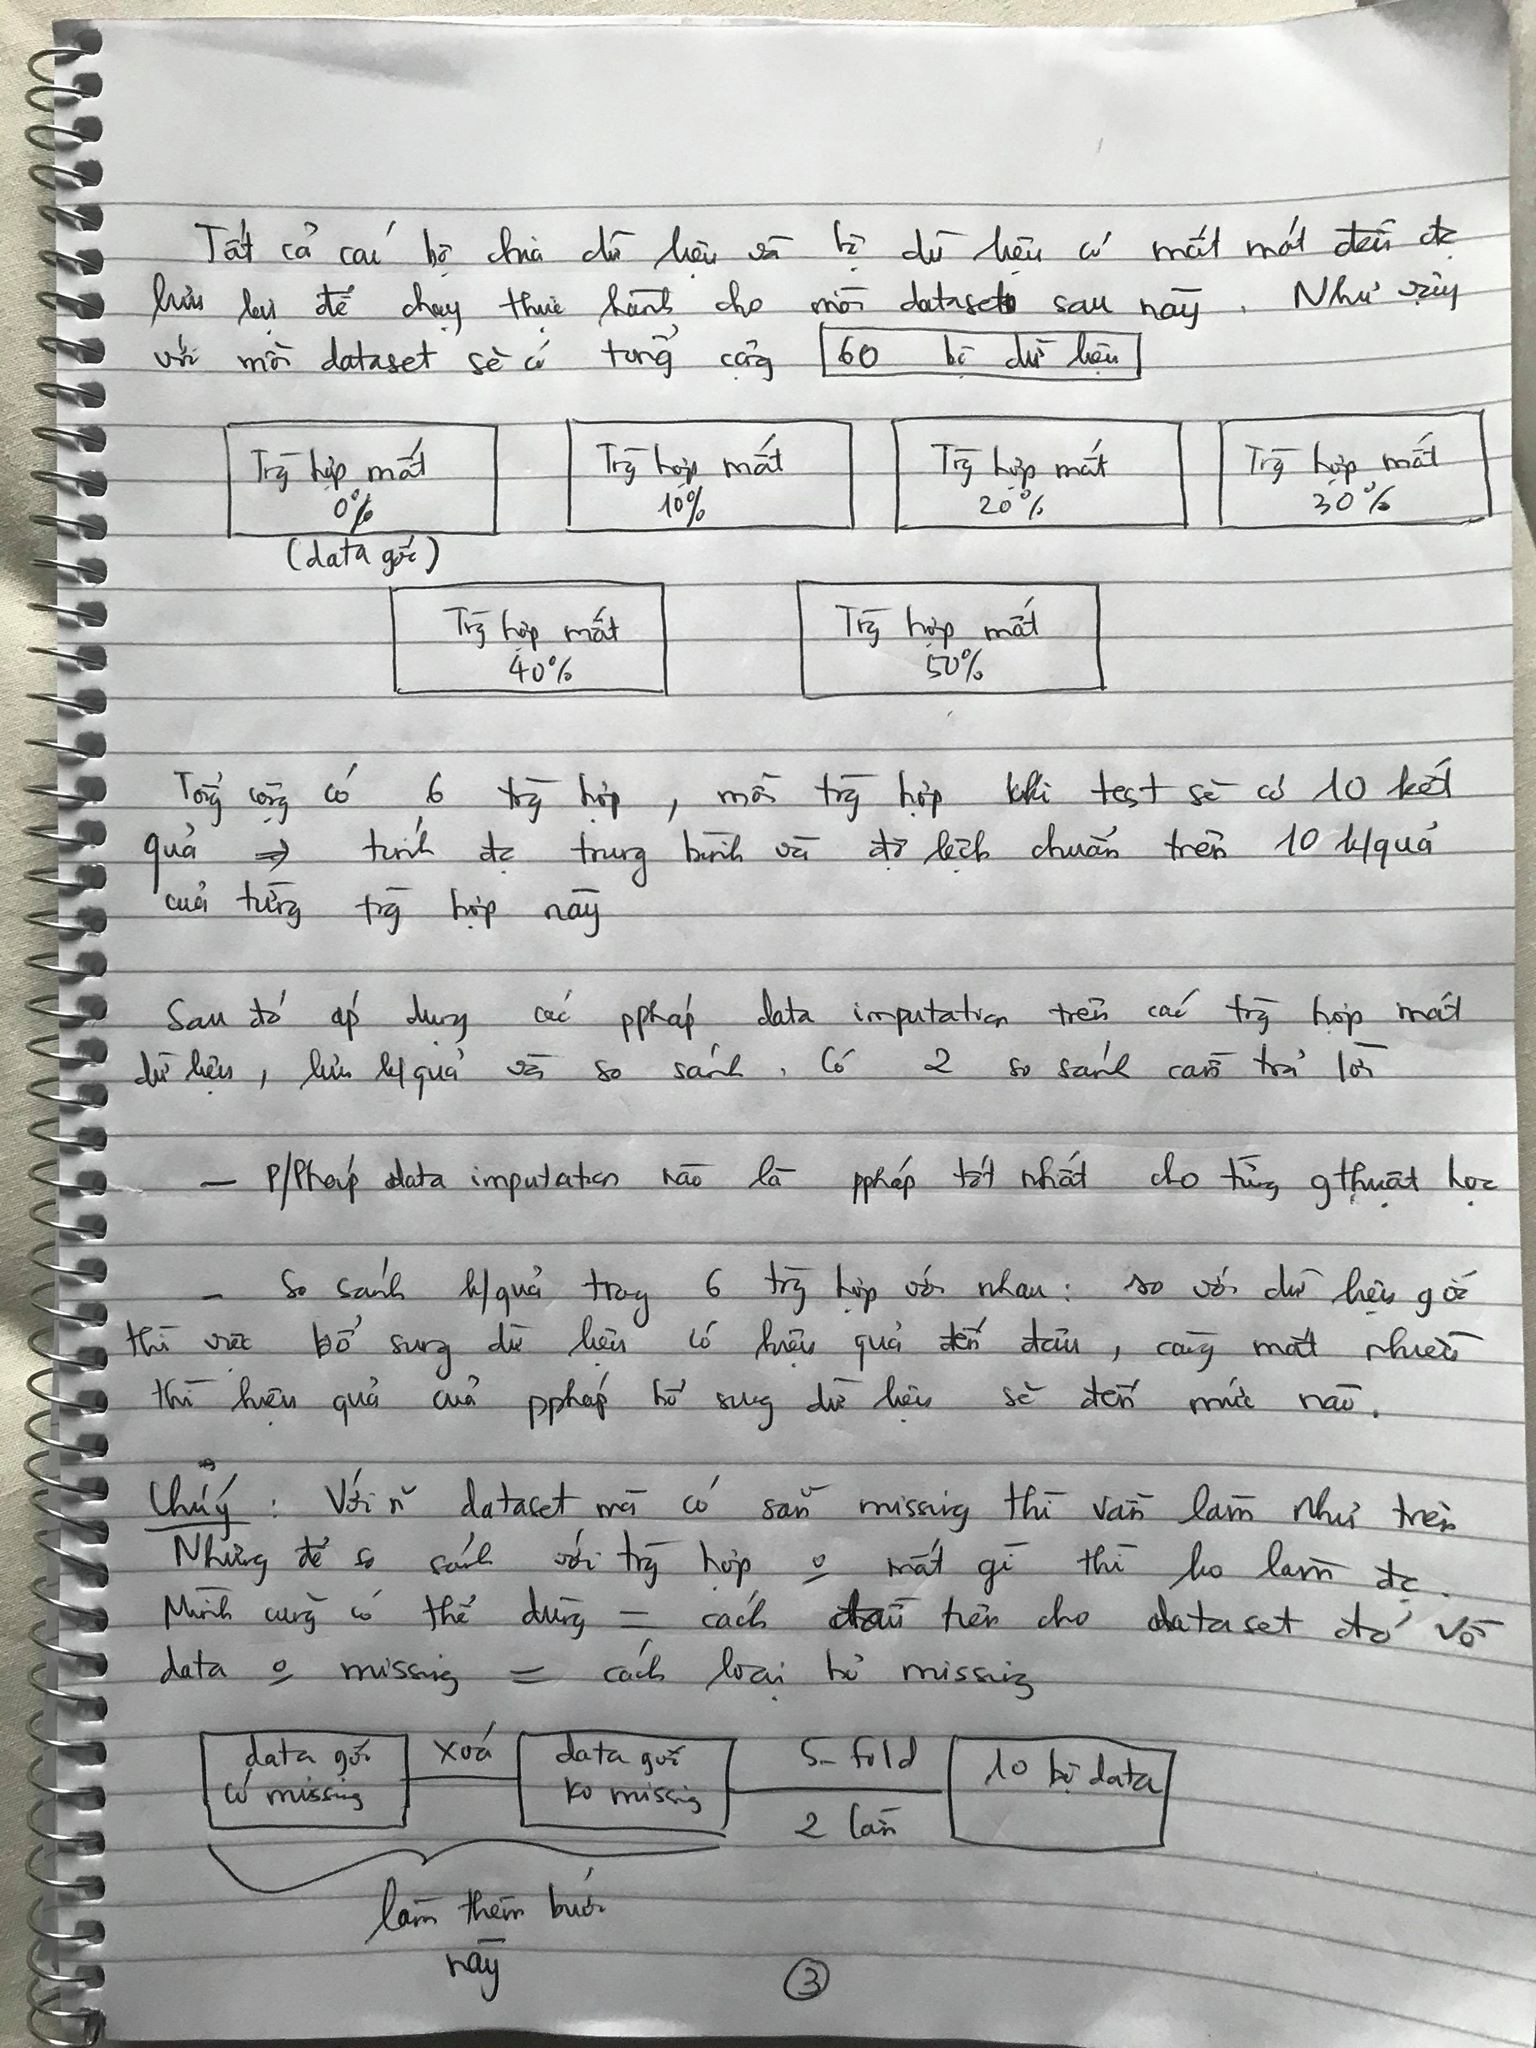 Tất cả các bộ chia dữ liệu và bộ dữ liệu có mất mát đều đc
lưu lại để chạy thực hành cho mỗi dataset sau này. Như vậy
với mỗi dataset sẽ có tổng cộng 60 bộ dữ liệu
Trg hợp mất 0%
(data gốc)
Trg hợp mất 10%
Trg hợp mất 20%
Trg hợp mất 30%
Trg hợp mất 40%
Trg hợp mất 50%
Tổng cộng có 6 trg hợp, mỗi trg hợp khi test sẽ có 10 kết
quả => tính đc trung bình và độ lệch chuẩn trên 10 k/quả
của từng trg hợp này
Sau đó áp dụng các ppháp data imputation trên các trg hợp mất
dữ liệu, lưu k/quả và so sánh. Có 2 so sánh cần trả lời
- P/Pháp data imputation nào là ppháp tốt nhất cho từng gthuật học
- So sánh k/quả trog 6 trg hợp với nhau: so với dữ liệu gốc
thì việc bổ sung dữ liệu có hiệu quả đến đâu, càng mất nhiều
thì hiệu quả của ppháp bổ sung dữ liệu sẽ đến mức nào.
Chú ý: Với n~ dataset mà có sẵn missing thì vẫn làm như trên
Nhưng để so sánh với trg hợp o mất gì thì ko làm đc.
Mình cũng có thể dùng = cách đầu tiên cho dataset đó với
data o missing = cách loại bỏ missing
data gốc có missing
xoá
data gốc ko missing
5-fold
2 lần
10 bộ data
làm thêm bước
này
3